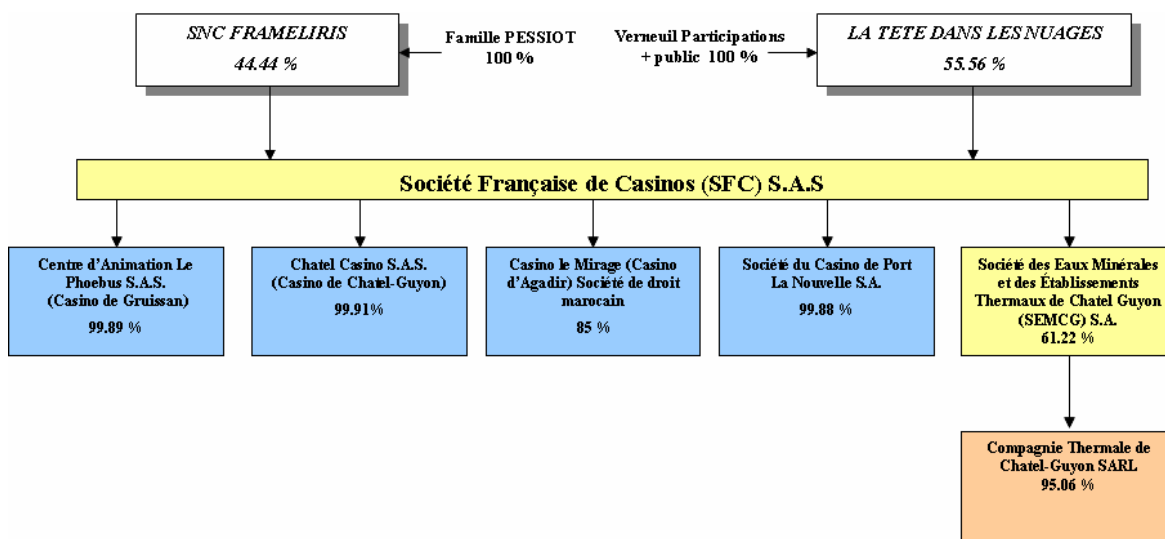 SNC FRAMELIRIS
44.44 %
Famille PESSIOT
100 %
Verneuil Participations
+ public 100 %
LA TETE DANS LES NUAGES
55.56 %
Société Française de Casinos (SFC) S.A.S
Centre d'Animation Le
Phoebus S.A.S.
(Casino de Gruissan)
99.89 %
Chatel Casino S.A.S.
(Casino de Chatel-Guyon)
99.91%
Casino le Mirage (Casino
d'Agadir) Société de droit
marocain
85 %
Société du Casino de Port
La Nouvelle S.A.
99.88 %
Société des Eaux Minérales
et des Établissements
Thermaux de Chatel Guyon
(SEMCG) S.A.
61.22 %
Compagnie Thermale de
Chatel-Guyon SARL
95.06 %